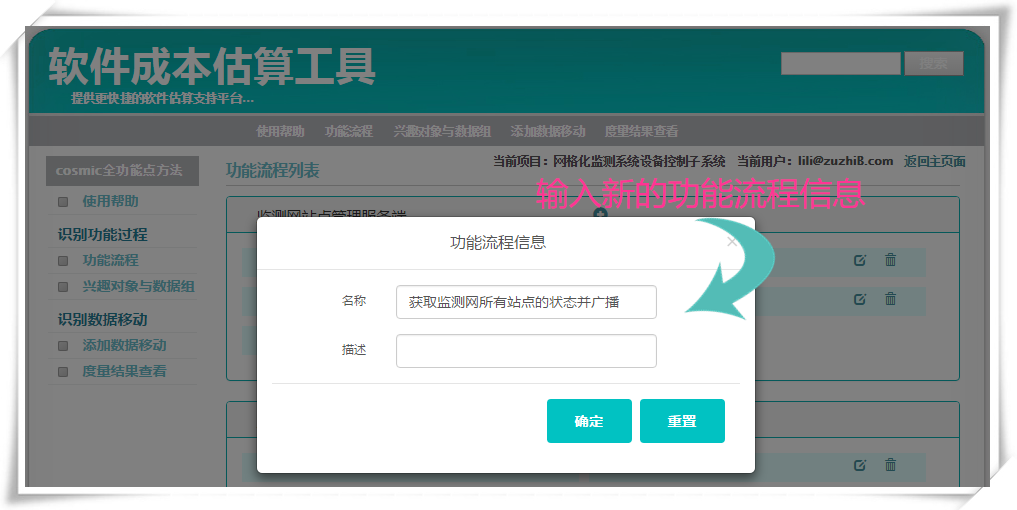 软件成本估算工具
提供更快捷的软件估算支持平台...
搜索
使用帮助 功能流程 兴趣对象与数据组 添加数据移动 度量结果查看
cosmic全功能点方法
使用帮助
识别功能过程
功能流程
兴趣对象与数据组
识别数据移动
添加数据移动
度量结果查看
功能流程列表
当前项目：网格化监测系统设备控制子系统 当前用户：lili@zuzhi8.com 返回主页面
输入新的功能流程信息
监测网站点管理服务端
功能流程信息
×
名称 获取监测网所有站点的状态并广播
描述
确定 重置